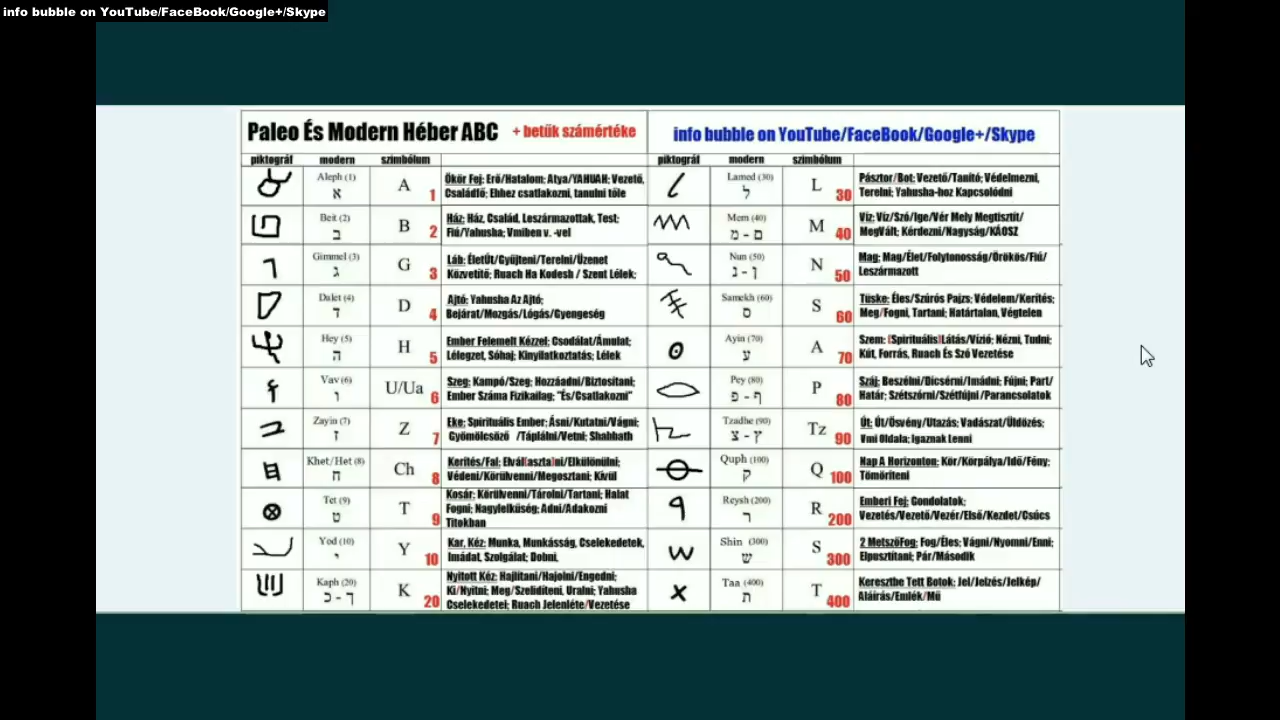 info bubble on YouTube/FaceBook/Google+/Skype
Paleo És Modern Héber ABC + betűk számértéke
info bubble on YouTube/FaceBook/Google+/Skype
piktográf modern szimbólum
piktográf modern szimbólum
Aleph (1)
א
A 1
Ökör Fej: Erő/Hatalom; Atya/YAHUAH; Vezető,
Családfő; Ehhez csatlakozni, tanulni tőle
Beit (2)
ב
B 2
Ház: Ház, Család, Leszármazottak, Test;
Fiú/Yahusha; Vmiben v. -vel
Gimmel (3)
ג
G 3
Láb: ÉletÚt/Gyűjteni/Terelni/Üzenet
Közvetítő; Ruach Ha Kodesh / Szent Lélek;
Dalet (4)
ד
D 4
Ajtó: Yahusha Az Ajtó;
Bejárat/Mozgás/Lógás/Gyengeség
Hey (5)
ה
H 5
Ember Felemelt Kézzel: Csodálat/Ámulat;
Lélegzet, Sóhaj; Kinyilatkoztatás; Lélek
Vav (6)
ו
U/Ua 6
Szeg: Kampó/Szeg; Hozzáadni/Biztosítani;
Ember Száma Fizikailag; "És/Csatlakozni"
Zayin (7)
ז
Z 7
Eke: Spirituális Ember; Ásni/Kutatni/Vágni;
Gyümölcsöző /Táplálni/Vetni; Shabbath
Khet/Het (8)
ח
Ch 8
Kerítés/Fal: Elvál(aszta)ni/Elkülönülni;
Védeni/Körülvenni/Megosztani; Kívül
Tet (9)
ט
T 9
Kosár: Körülvenni/Tárolni/Tartani; Halat
Fogni; Nagylelkűség; Adni/Adakozni
Titokban
Yod (10)
י
Y 10
Kar, Kéz: Munka, Munkásság, Cselekedetek,
Imádat, Szolgálat; Dobni,
Kaph (20)
ך - כ
K 20
Nyitott Kéz: Hajlítani/Hajolni/Engedni;
Ki/Nyitni; Meg/Szelidíteni, Uralni; Yahusha
Cselekedetei; Ruach Jelenléte/Vezetése
Lamed (30)
ל
L 30
Pásztor/Bot: Vezető/Tanító; Védelmezni,
Terelni; Yahusha-hoz Kapcsolódni
Mem (40)
ם - מ
M 40
Víz: Víz/Szó/Ige/Vér Mely Megtisztít/
MegVált; Kérdezni/Nagyság/KÁOSZ
Nun (50)
ן - נ
N 50
Mag: Mag/Élet/Folytonosság/Örökös/Fiú/
Leszármazott
Samekh (60)
ס
S 60
Tüske: Éles/Szúrós Pajzs; Védelem/Kerítés;
Meg/Fogni, Tartani; Határtalan, Végtelen
Ayin (70)
ע
A 70
Szem: (Spirituális)Látás/Vízió; Nézni, Tudni;
Kút, Forrás, Ruach És Szó Vezetése
Pey (80)
ף - פ
P 80
Száj: Beszélni/Dicsérni/Imádni; Fújni; Part/
Határ; Szétszórni/Szétfújni/Parancsolatok
Tzadhe (90)
ץ - צ
Tz 90
Út: Út/Ösvény/Utazás; Vadászat/Üldözés;
Vmi Oldala; Igaznak Lenni
Quph (100)
ק
Q 100
Nap A Horizonton: Kör/Körpálya/Idő/Fény;
Tömöríteni
Reysh (200)
ר
R 200
Emberi Fej: Gondolatok;
Vezetés/Vezető/Vezér/Első/Kezdet/Csúcs
Shin (300)
ש
S 300
2 MetszőFog: Fog/Éles; Vágni/Nyomni/Enni;
Elpusztítani; Pár/Második
Taa (400)
ת
T 400
Keresztbe Tett Botok: Jel/Jelzés/Jelkép/
Aláírás/Emlék/Mű